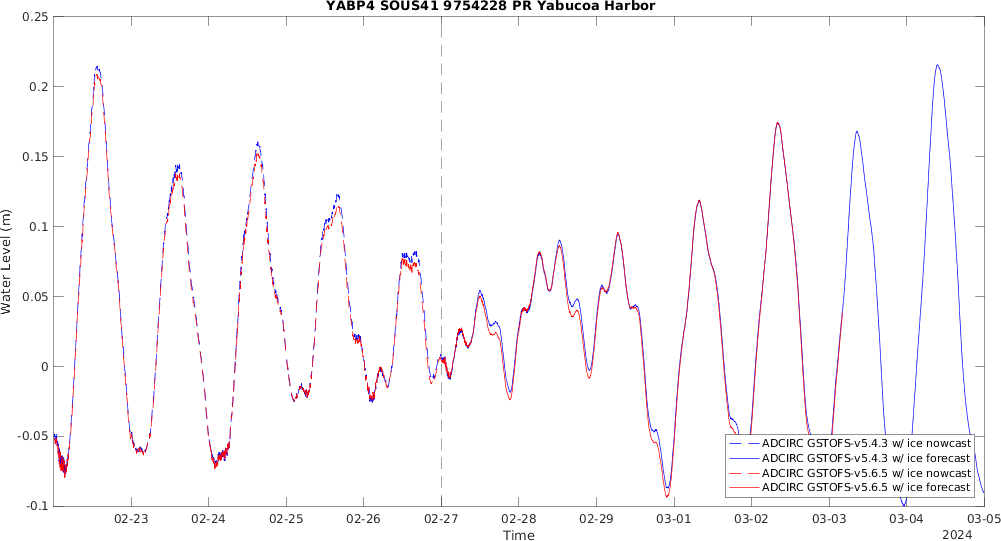 YABP4 SOUS41 9754228 PR Yabucoa Harbor
0.25
0.2
0.15
0.1
0.05
0
-0.05
-0.1
Water Level (m)
ADCIRC GSTOFS-v5.4.3 w/ ice nowcast
ADCIRC GSTOFS-v5.4.3 w/ ice forecast
ADCIRC GSTOFS-v5.6.5 w/ ice nowcast
ADCIRC GSTOFS-v5.6.5 w/ ice forecast
02-23 02-24 02-25 02-26 02-27 02-28 02-29 03-01 03-02 03-03 03-04 03-05
Time
2024